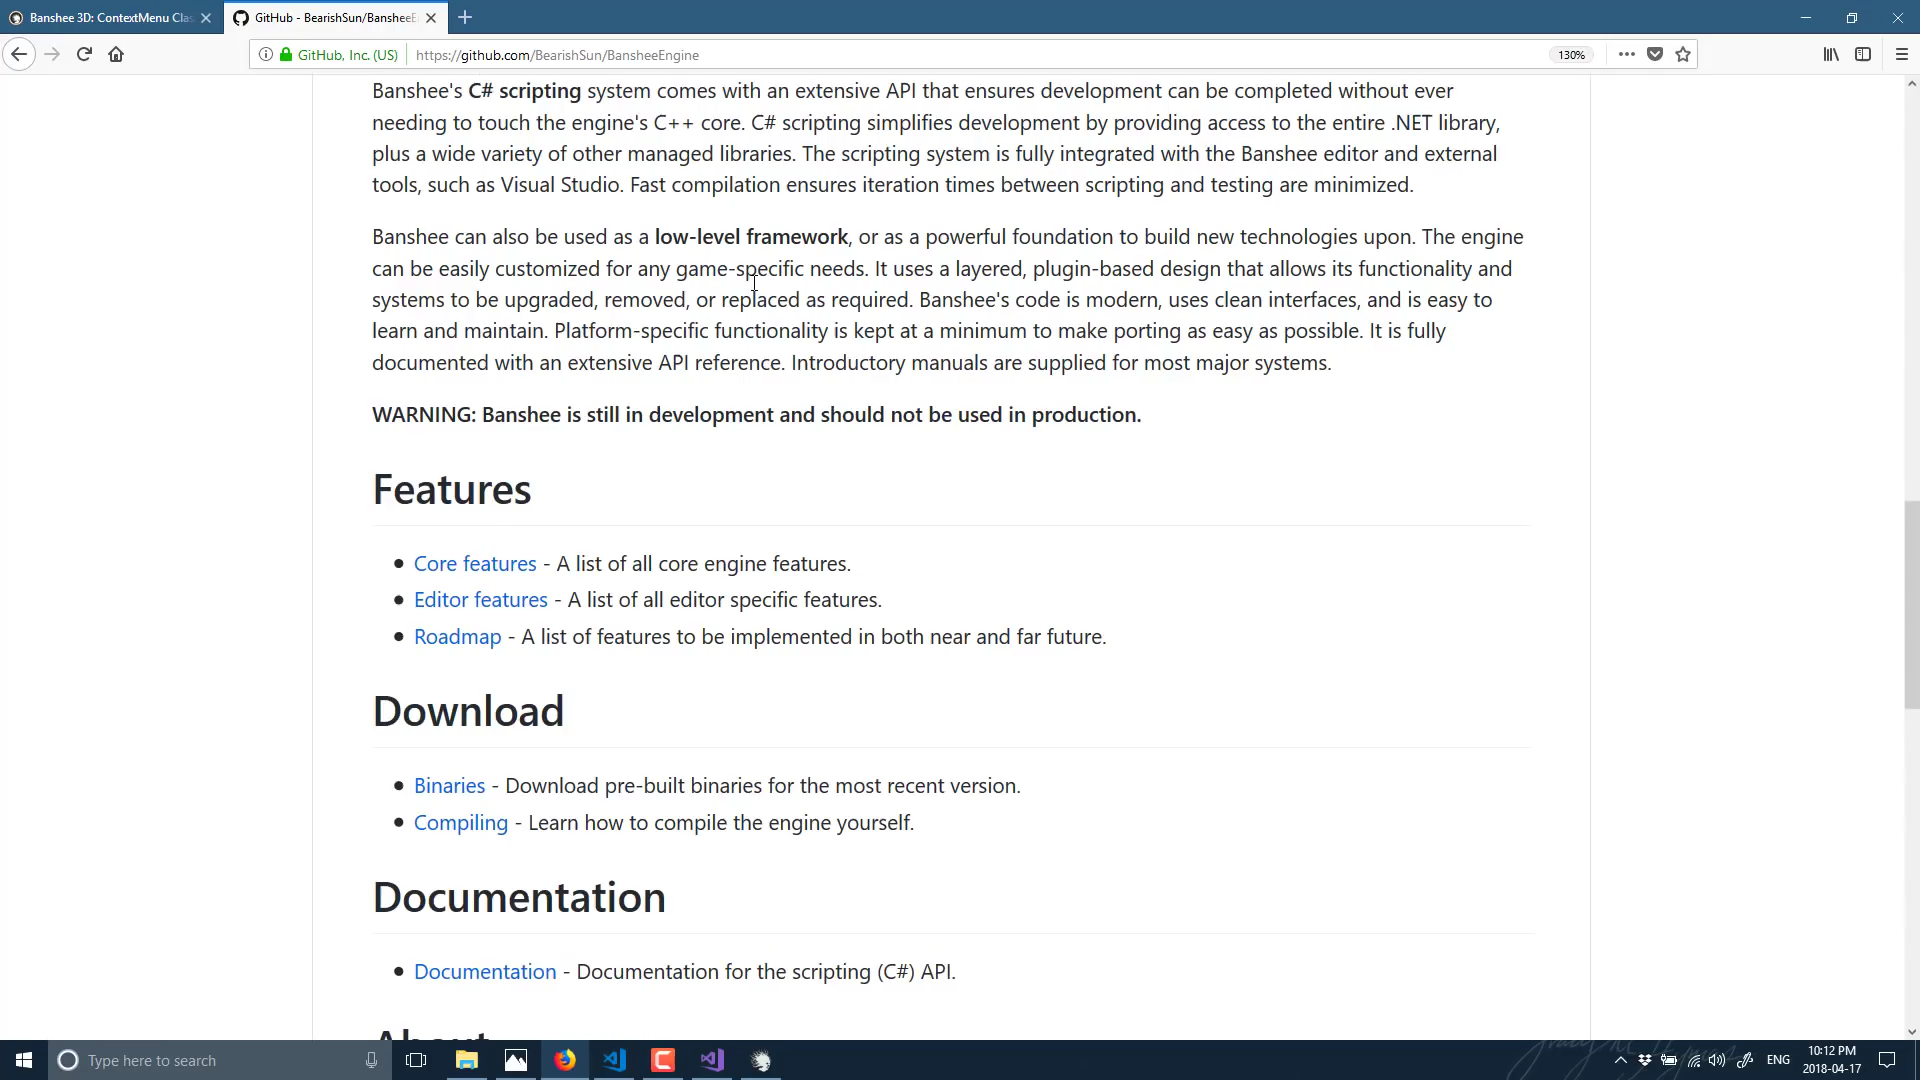 Banshee 3D: ContextMenu Clas
GitHub - BearishSun/BansheeE
GitHub, Inc. (US)
https://github.com/BearishSun/BansheeEngine
130%
Banshee's C# scripting system comes with an extensive API that ensures development can be completed without ever
needing to touch the engine's C++ core. C# scripting simplifies development by providing access to the entire .NET library,
plus a wide variety of other managed libraries. The scripting system is fully integrated with the Banshee editor and external
tools, such as Visual Studio. Fast compilation ensures iteration times between scripting and testing are minimized.
Banshee can also be used as a low-level framework, or as a powerful foundation to build new technologies upon. The engine
can be easily customized for any game-specific needs. It uses a layered, plugin-based design that allows its functionality and
systems to be upgraded, removed, or replaced as required. Banshee's code is modern, uses clean interfaces, and is easy to
learn and maintain. Platform-specific functionality is kept at a minimum to make porting as easy as possible. It is fully
documented with an extensive API reference. Introductory manuals are supplied for most major systems.
WARNING: Banshee is still in development and should not be used in production.
Features
Core features - A list of all core engine features.
Editor features - A list of all editor specific features.
Roadmap - A list of features to be implemented in both near and far future.
Download
Binaries - Download pre-built binaries for the most recent version.
Compiling - Learn how to compile the engine yourself.
Documentation
Documentation - Documentation for the scripting (C#) API.
About
Type here to search
ENG
10:12 PM
2018-04-17